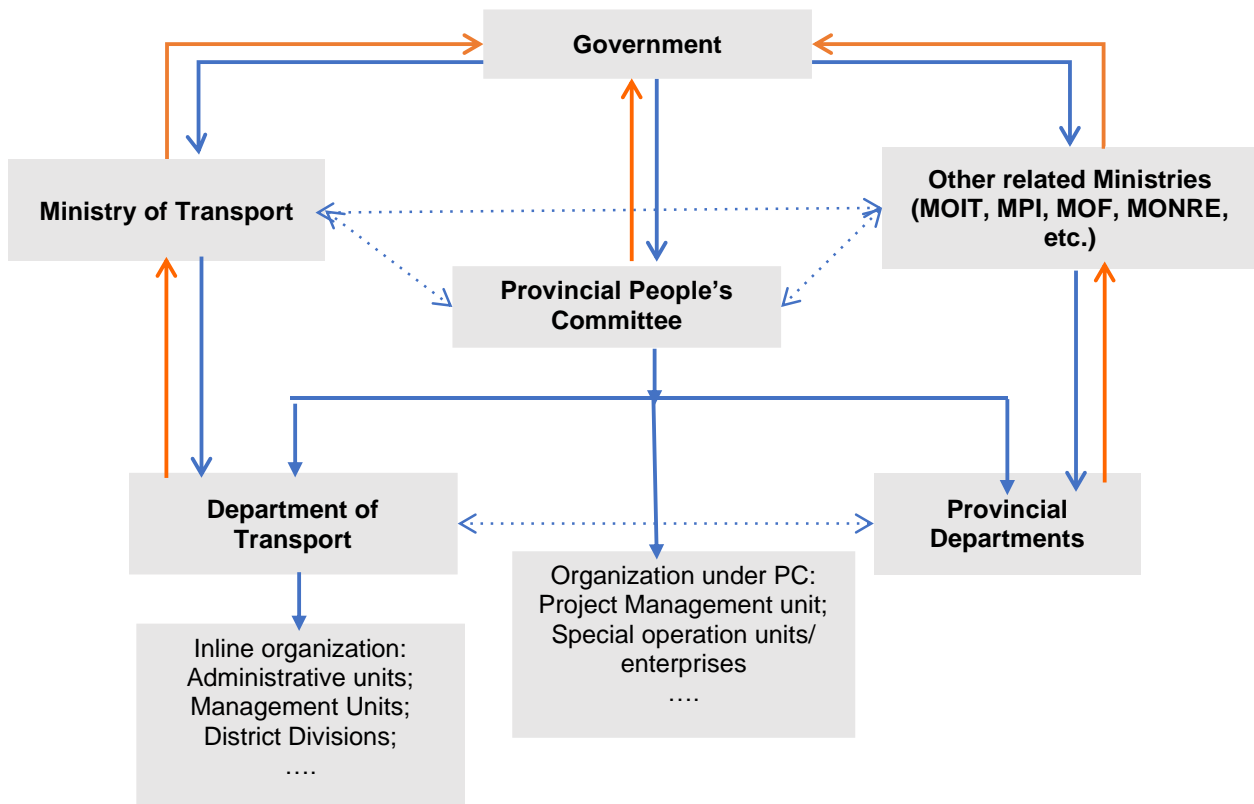 Government
Ministry of Transport
Other related Ministries
(MOIT, MPI, MOF, MONRE,
etc.)
Provincial People’s
Committee
Department of
Transport
Provincial
Departments
Organization under PC:
Project Management unit;
Special operation units/
enterprises
….
Inline organization:
Administrative units;
Management Units;
District Divisions;
….